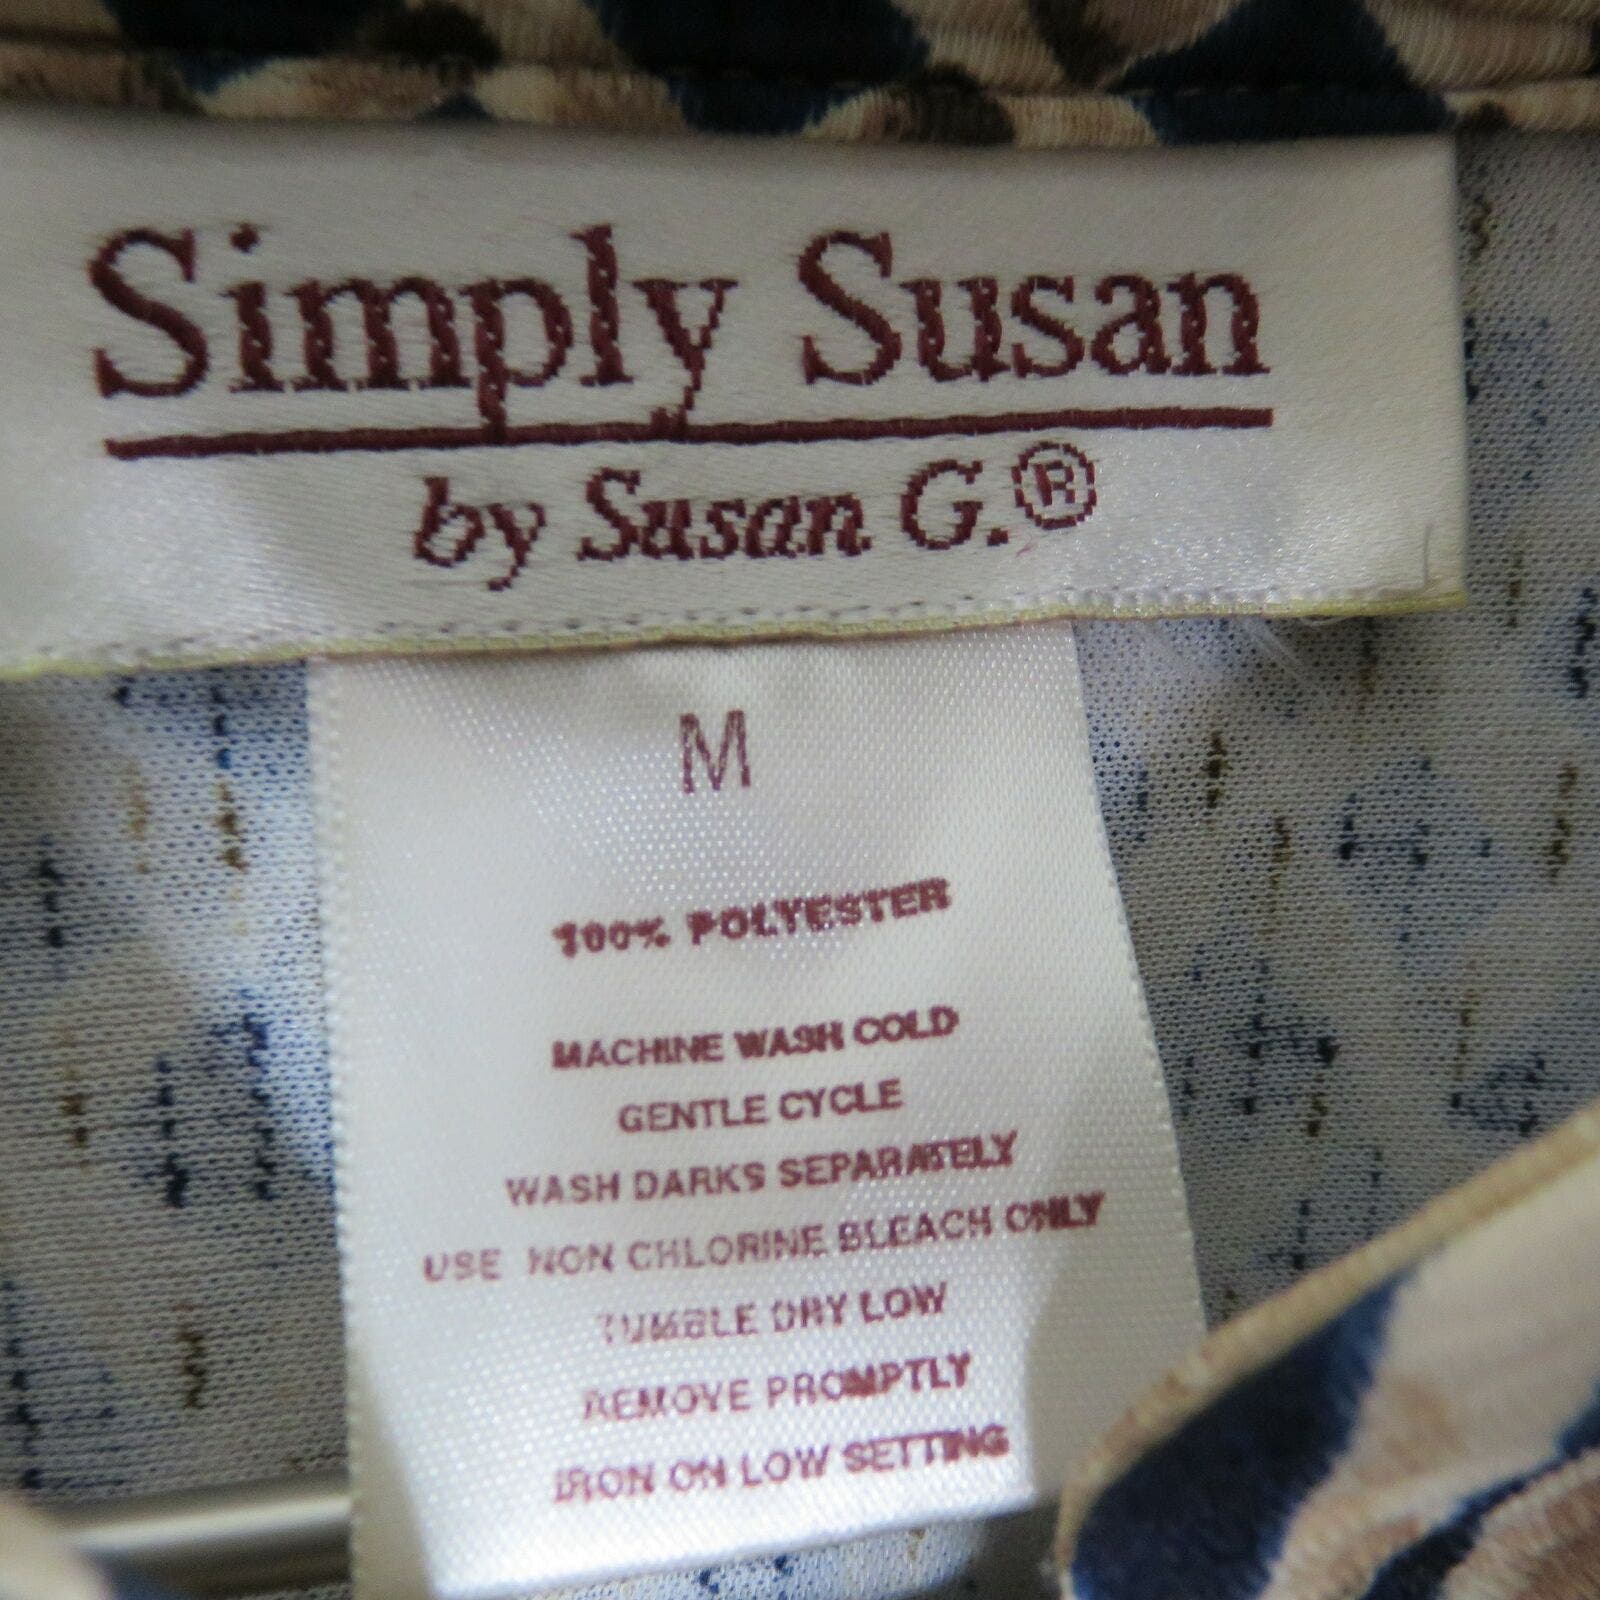 Simply Susan
by Susan G.®
M
100% POLYESTER
MACHINE WASH COLD
GENTLE CYCLE
WASH DARKS SEPARATELY
USE NON CHLORINE BLEACH ONLY
TUMBLE DRY LOW
REMOVE PROMPTLY
IRON ON LOW SETTING